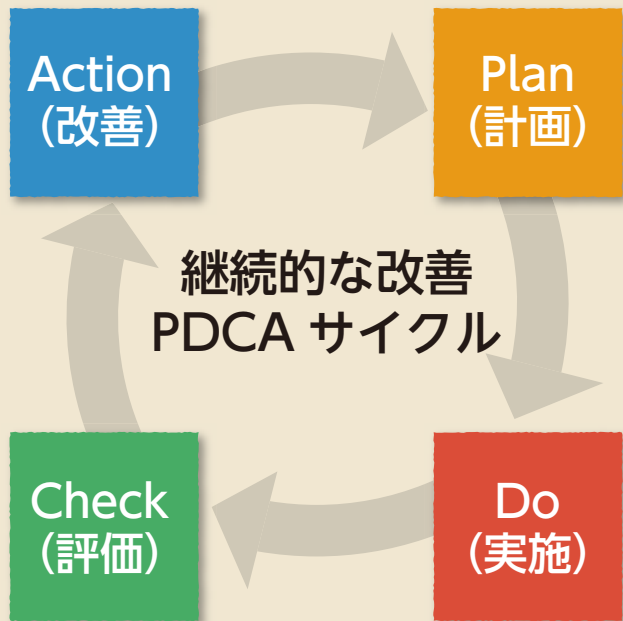 Action
(改善)
Plan
(計画)
継続的な改善
PDCA サイクル
Check
(評価)
Do
(実施)